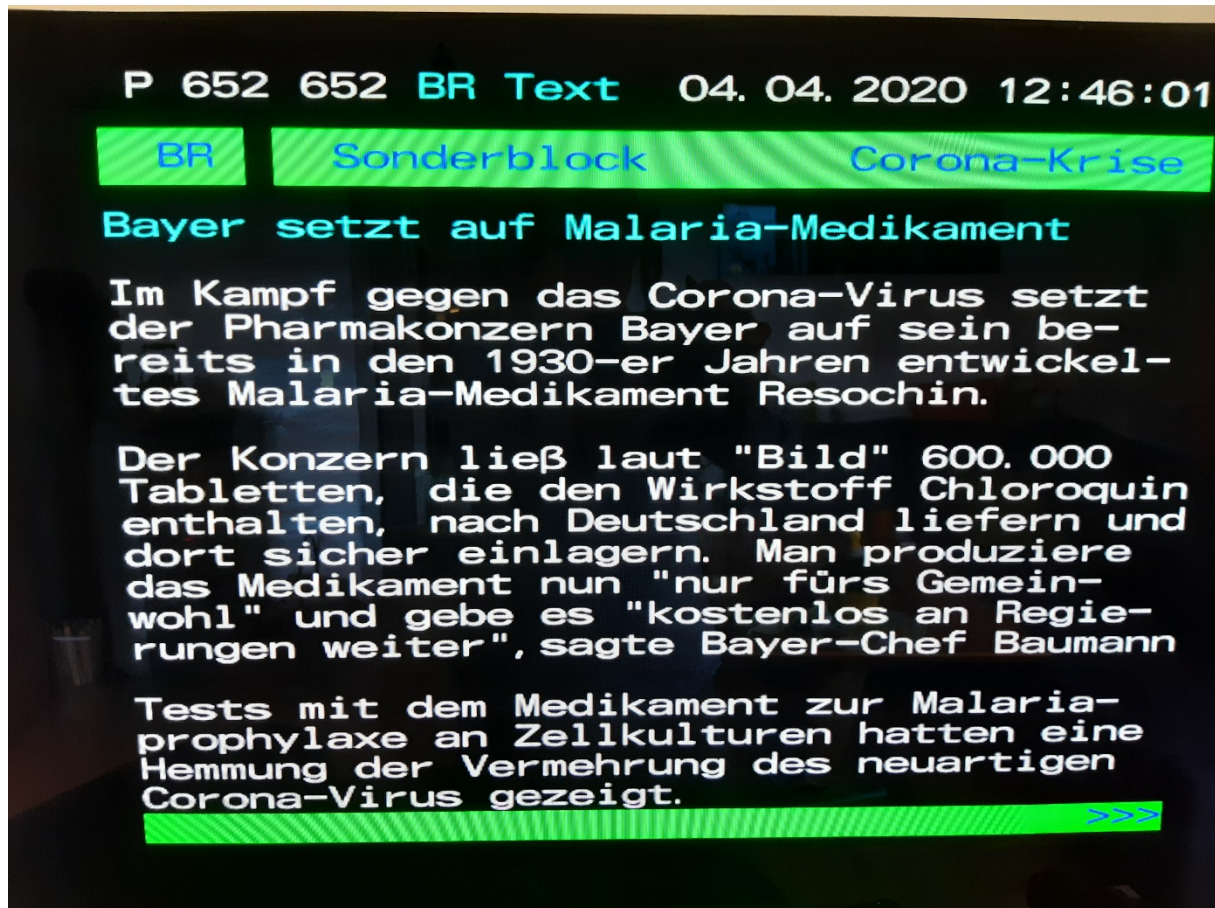 P 652 652 BR Text 04. 04. 2020 12:46:01
BR Sonderblock Corona-Krise
Bayer setzt auf Malaria-Medikament
Im Kampf gegen das Corona-Virus setzt
der Pharmakonzern Bayer auf sein be-
reits in den 1930-er Jahren entwickel-
tes Malaria-Medikament Resochin.
Der Konzern ließ laut "Bild" 600. 000
Tabletten, die den Wirkstoff Chloroquin
enthalten, nach Deutschland liefern und
dort sicher einlagern. Man produziere
das Medikament nun "nur fürs Gemein-
wohl" und gebe es "kostenlos an Regie-
rungen weiter", sagte Bayer-Chef Baumann
Tests mit dem Medikament zur Malaria-
prophylaxe an Zellkulturen hatten eine
Hemmung der Vermehrung des neuartigen
Corona-Virus gezeigt.
>>>